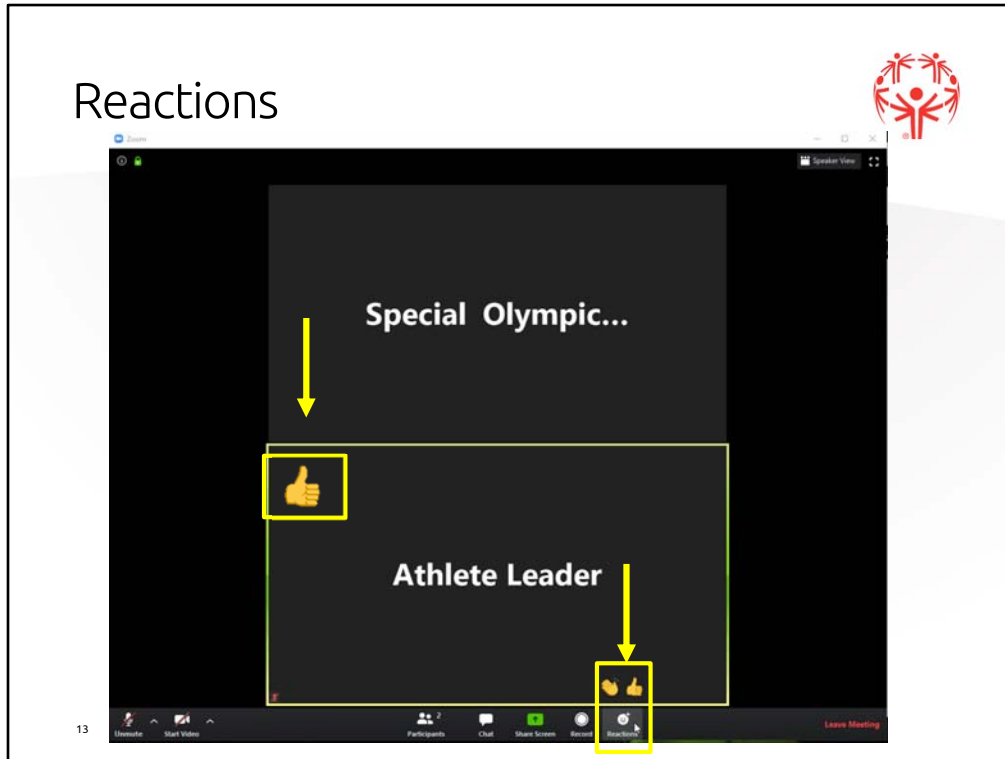 Reactions
Zoom
Speaker View
Special Olympic...
Athlete Leader
13
Unmute
Start Video
Participants
2
Chat
Share Screen
Record
Reactions
Leave Meeting